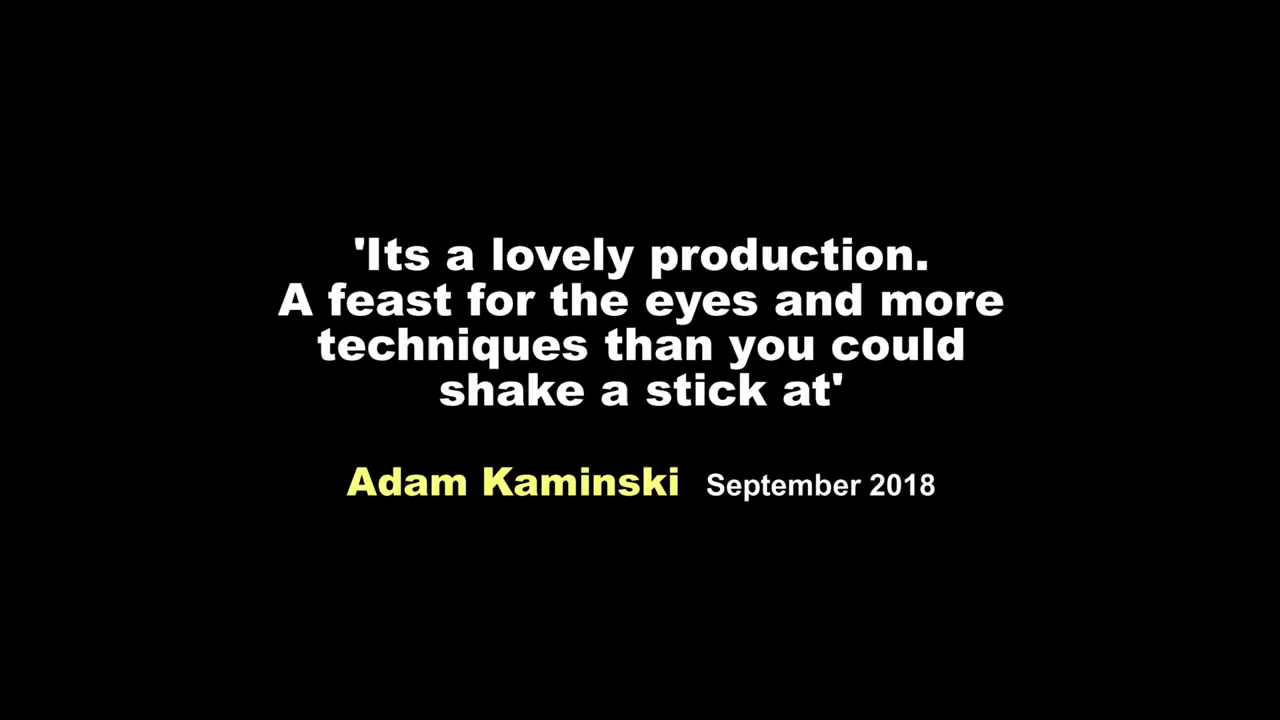 'Its a lovely production.
A feast for the eyes and more
techniques than you could
shake a stick at'
Adam Kaminski September 2018